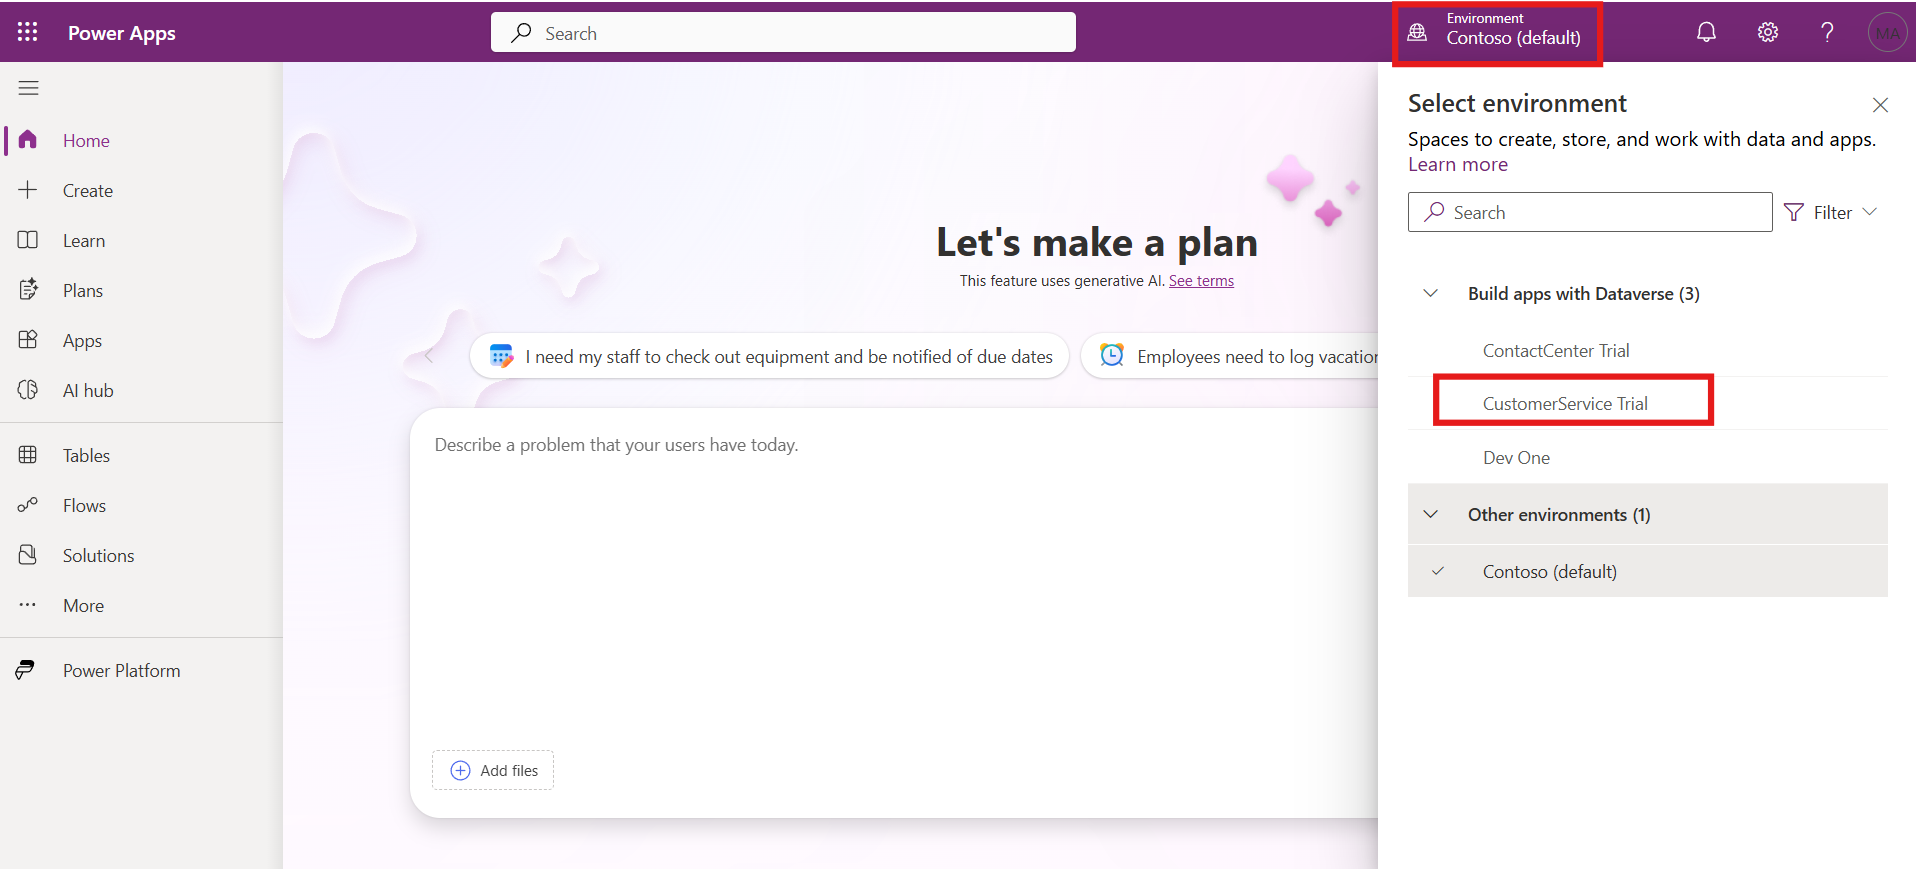 Power Apps
Search
Environment
Contoso (default)
MA
Home
Create
Learn
Plans
Apps
AI hub
Tables
Flows
Solutions
More
Power Platform
Let's make a plan
This feature uses generative AI. See terms
I need my staff to check out equipment and be notified of due dates
Employees need to log vacation
Describe a problem that your users have today.
Add files
Select environment
Spaces to create, store, and work with data and apps.
Learn more
Search
Filter
Build apps with Dataverse (3)
ContactCenter Trial
CustomerService Trial
Dev One
Other environments (1)
Contoso (default)